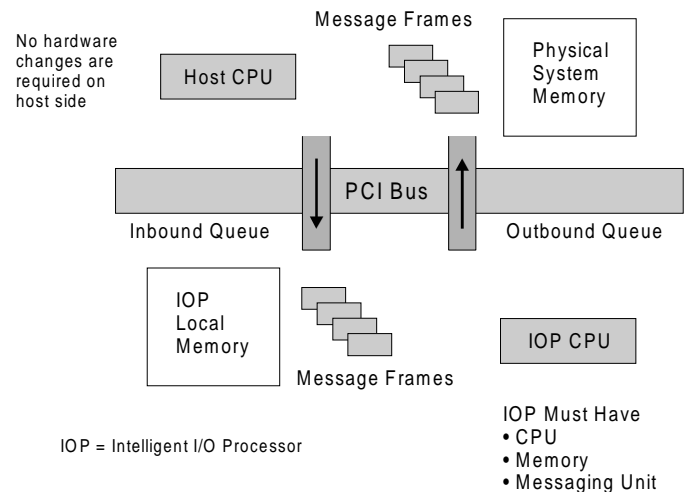 Message Frames
No hardware
changes are
required on
host side
Host CPU
Physical
System
Memory
PCI Bus
Inbound Queue
Outbound Queue
IOP
Local
Memory
Message Frames
IOP CPU
IOP = Intelligent I/O Processor
IOP Must Have
• CPU
• Memory
• Messaging Unit